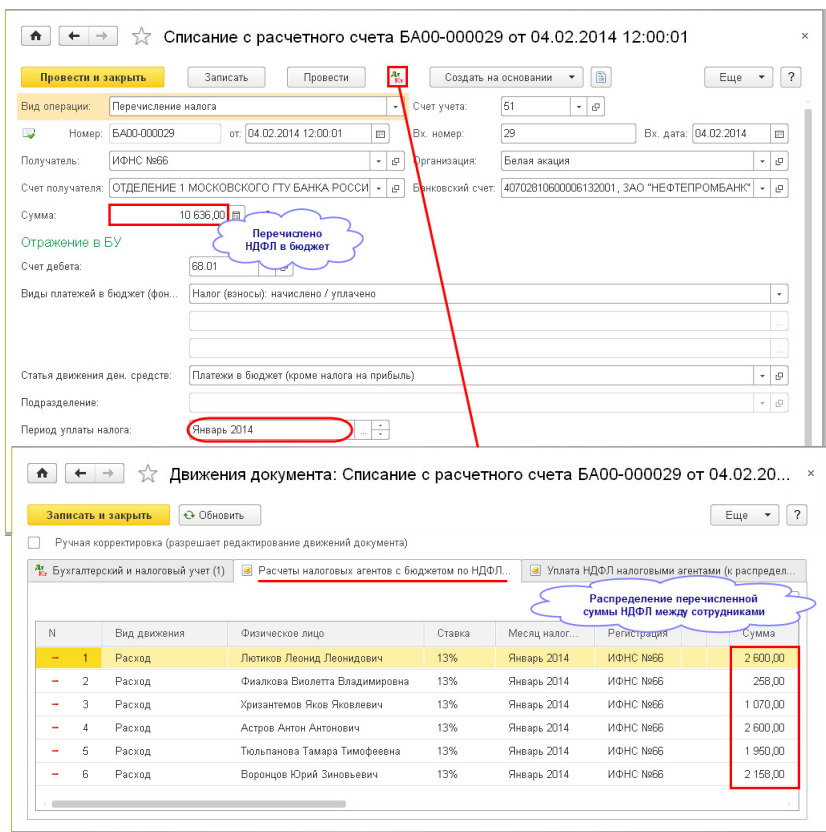 Списание с расчетного счета БА00-000029 от 04.02.2014 12:00:01 ×
Провести и закрыть Записать Провести Дт Кт Создать на основании Еще ?
Вид операции: Перечисление налога Счет учета: 51
Номер: БА00-000029 от: 04.02.2014 12:00:01 Вх. номер: 29 Вх. дата: 04.02.2014
Получатель: ИФНС №66 Организация: Белая акация
Счет получателя: ОТДЕЛЕНИЕ 1 МОСКОВСКОГО ГТУ БАНКА РОССИ Банковский счет: 40702810600006132001, ЗАО "НЕФТЕПРОМБАНК"
Сумма: 10 636,00
Перечислено
НДФЛ в бюджет
Отражение в БУ
Счет дебета: 68.01
Виды платежей в бюджет (фон... Налог (взносы): начислено / уплачено
...
...
Статья движения ден. средств: Платежи в бюджет (кроме налога на прибыль)
Подразделение:
Период уплаты налога: Январь 2014 ...
Движения документа: Списание с расчетного счета БА00-000029 от 04.02.20... ×
Записать и закрыть Обновить Еще ?
Ручная корректировка (разрешает редактирование движений документа)
Дт Кт Бухгалтерский и налоговый учет (1) Расчеты налоговых агентов с бюджетом по НДФЛ... Уплата НДФЛ налоговыми агентами (к распредел...
Распределение перечисленной
суммы НДФЛ между сотрудниками
N Вид движения Физическое лицо Ставка Месяц налог... Регистрация Сумма
1 Расход Лютиков Леонид Леонидович 13% Январь 2014 ИФНС №66 2 600,00
2 Расход Фиалкова Виолетта Владимировна 13% Январь 2014 ИФНС №66 258,00
3 Расход Хризантемов Яков Яковлевич 13% Январь 2014 ИФНС №66 1 070,00
4 Расход Астров Антон Антонович 13% Январь 2014 ИФНС №66 2 600,00
5 Расход Тюльпанова Тамара Тимофеевна 13% Январь 2014 ИФНС №66 1 950,00
6 Расход Воронцов Юрий Зиновьевич 13% Январь 2014 ИФНС №66 2 158,00